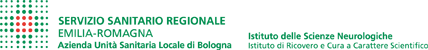 SERVIZIO SANITARIO REGIONALE
EMILIA-ROMAGNA
Azienda Unità Sanitaria Locale di Bologna
Istituto delle Scienze Neurologiche
Istituto di Ricovero e Cura a Carattere Scientifico